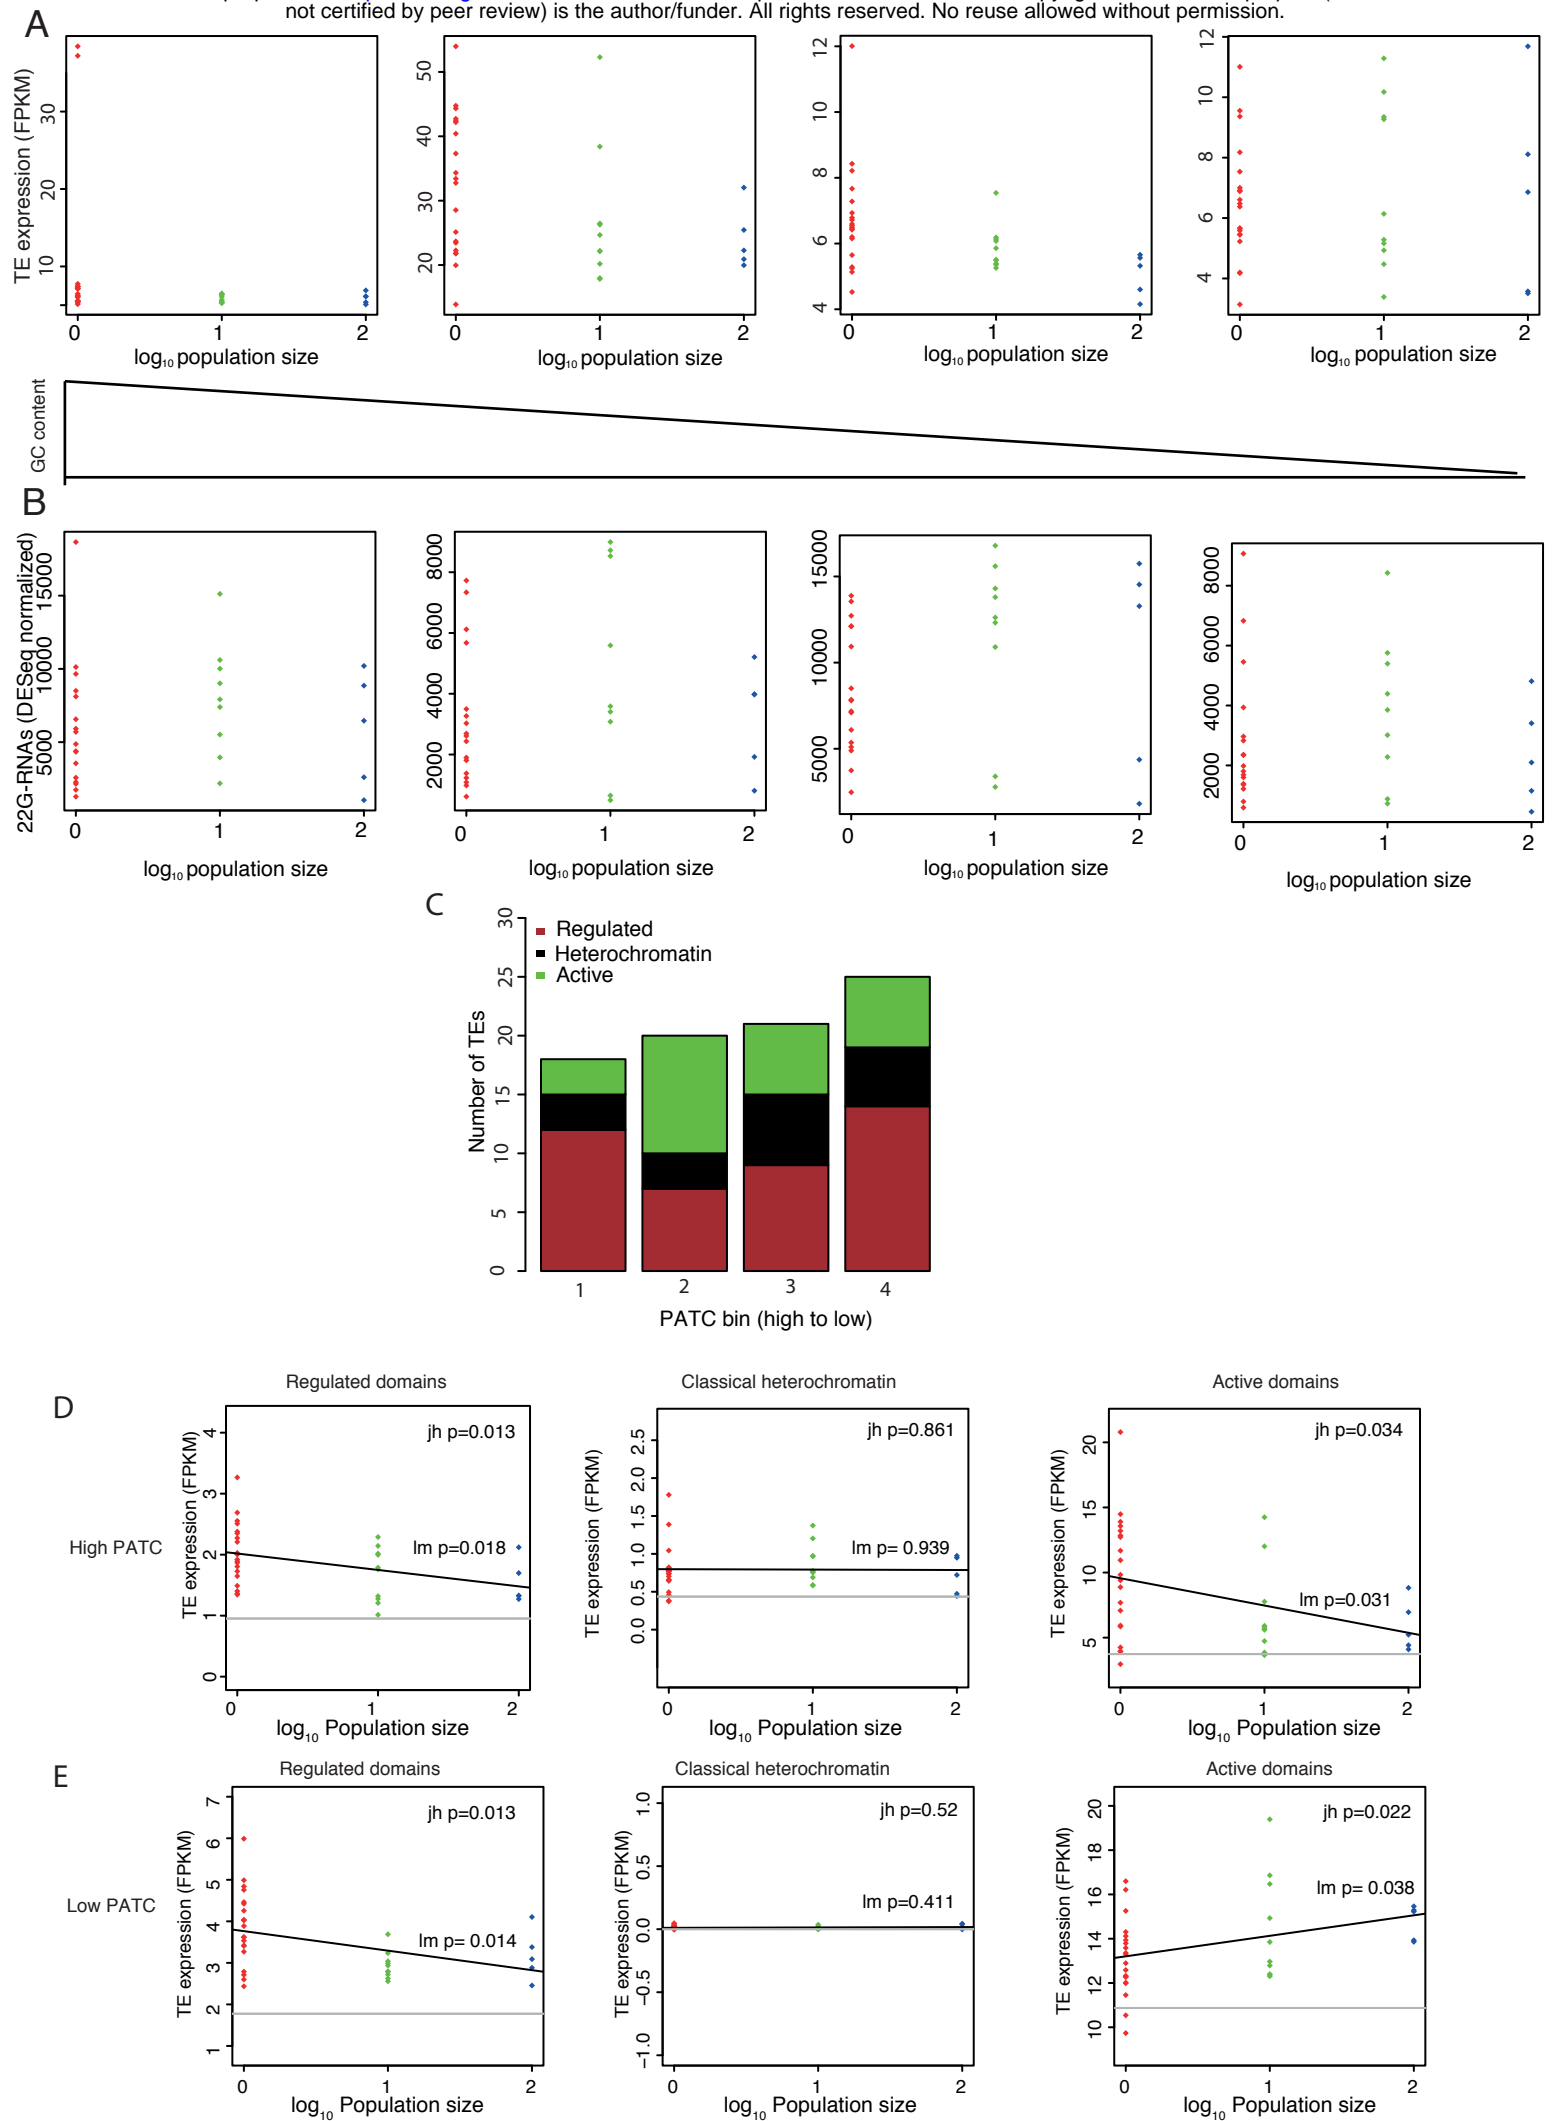 not certified by peer review) is the author/funder. All rights reserved. No reuse allowed without permission.
A
TE expression (FPKM)
10 20 30
0 1 2
log10 population size
20 30 40 50
0 1 2
log10 population size
4 6 8 10 12
0 1 2
log10 population size
4 6 8 10 12
0 1 2
log10 population size
GC content
B
22G-RNAs (DESeq normalized)
5000 10000 15000
0 1 2
log10 population size
2000 4000 6000 8000
0 1 2
log10 population size
5000 10000 15000
0 1 2
log10 population size
2000 4000 6000 8000
0 1 2
log10 population size
C
Number of TEs
0 5 10 15 20 25 30
Regulated
Heterochromatin
Active
1 2 3 4
PATC bin (high to low)
D
High PATC
Regulated domains
TE expression (FPKM)
0 1 2 3 4
jh p=0.013
lm p=0.018
0 1 2
log10 Population size
Classical heterochromatin
TE expression (FPKM)
0.0 0.5 1.0 1.5 2.0 2.5
jh p=0.861
lm p= 0.939
0 1 2
log10 Population size
Active domains
TE expression (FPKM)
5 10 15 20
jh p=0.034
lm p=0.031
0 1 2
log10 Population size
E
Low PATC
Regulated domains
TE expression (FPKM)
1 2 3 4 5 6 7
jh p=0.013
lm p= 0.014
0 1 2
log10 Population size
Classical heterochromatin
TE expression (FPKM)
−1.0 −0.5 0.0 0.5 1.0
jh p=0.52
lm p=0.411
0 1 2
log10 Population size
Active domains
TE expression (FPKM)
10 12 14 16 18 20
jh p=0.022
lm p= 0.038
0 1 2
log10 Population size